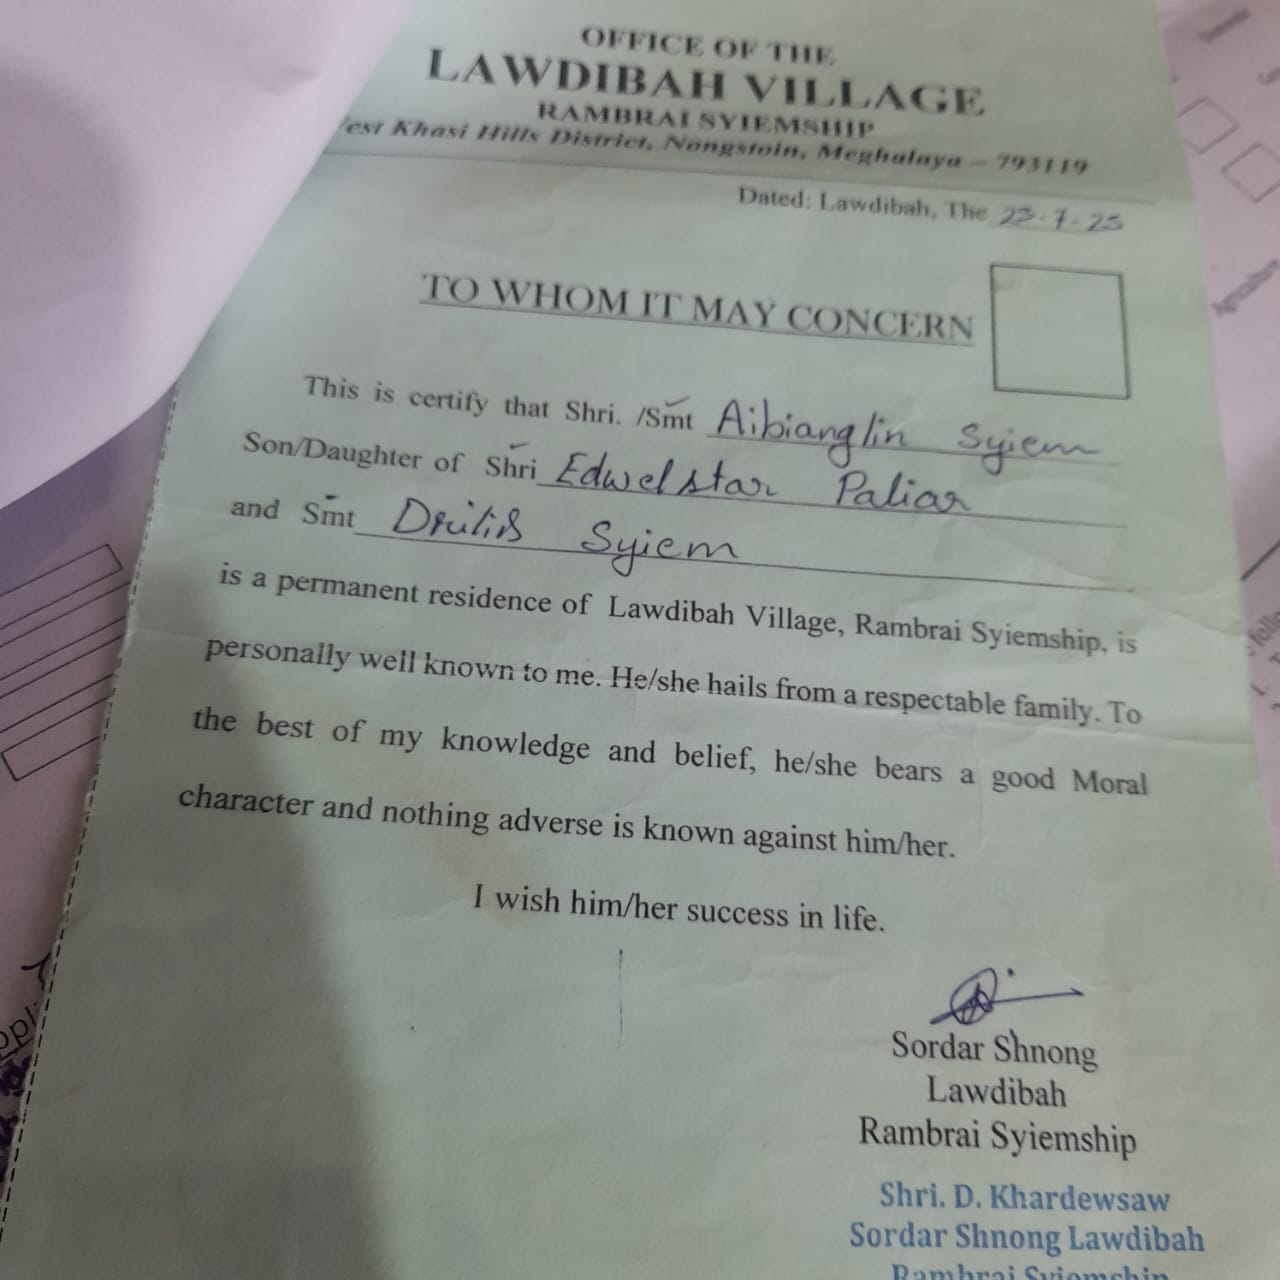 OFFICE OF THE
LAWDIBAH VILLAGE
RAMBRAI SYIEMSHIP
est Khasi Hills District, Nongstoin, Meghalaya – 793119
Dated: Lawdibah, The 23-7-25
TO WHOM IT MAY CONCERN
This is certify that Shri. /Smt Aibianglin Syiem
Son/Daughter of Shri Edwelstar Paliar
and Smt Syiem
is a permanent residence of Lawdibah Village, Rambrai Syiemship, is
personally well known to me. He/she hails from a respectable family. To
the best of my knowledge and belief, he/she bears a good Moral
character and nothing adverse is known against him/her.
I wish him/her success in life.
Sordar Shnong
Lawdibah
Rambrai Syiemship
Shri. D. Khardewsaw
Sordar Shnong Lawdibah
Rambrai Syiemship